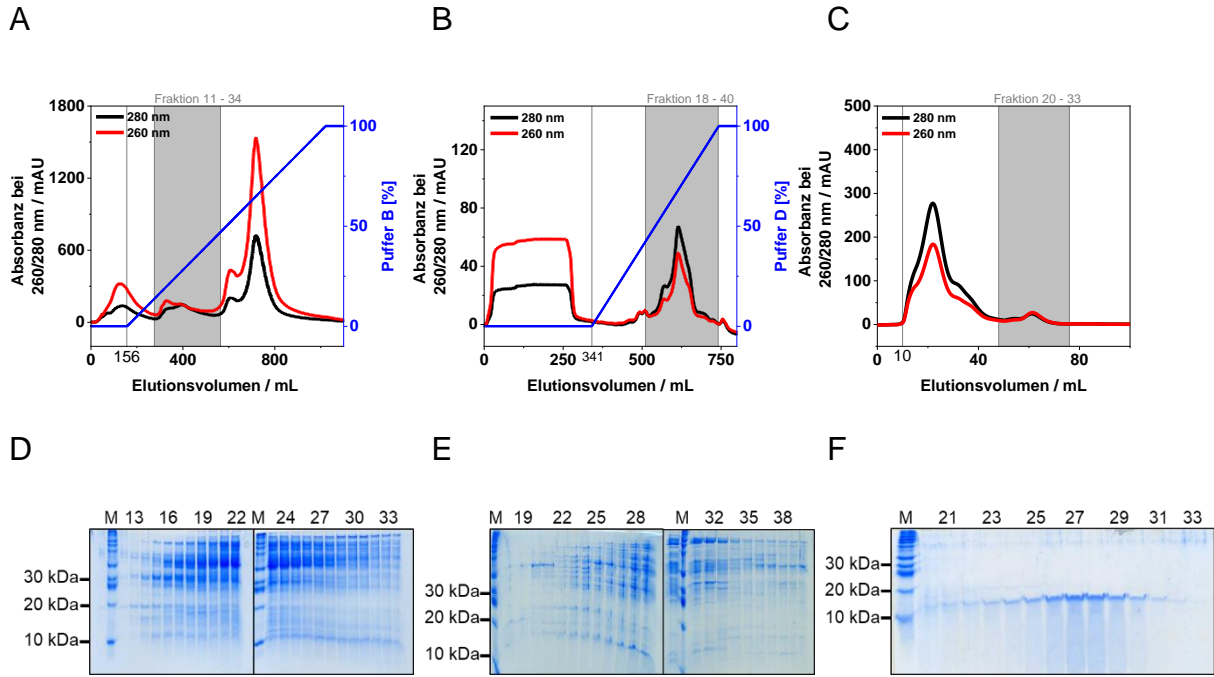 A
Fraktion 11 - 34
280 nm
260 nm
Absorbanz bei
260/280 nm / mAU
1800
1200
600
0
100
50
0
Puffer B [%]
0
156
400
800
Elutionsvolumen / mL
B
Fraktion 18 - 40
280 nm
260 nm
Absorbanz bei
260/280 nm / mAU
120
80
40
0
100
50
0
Puffer D [%]
0
250
341
500
750
Elutionsvolumen / mL
C
Fraktion 20 - 33
280 nm
260 nm
Absorbanz bei
260/280 nm / mAU
500
400
300
200
100
0
0
10
40
80
Elutionsvolumen / mL
D
M 13 16 19 22 M 24 27 30 33
30 kDa
20 kDa
10 kDa
E
M 19 22 25 28 M 32 35 38
30 kDa
20 kDa
10 kDa
F
M 21 23 25 27 29 31 33
30 kDa
20 kDa
10 kDa